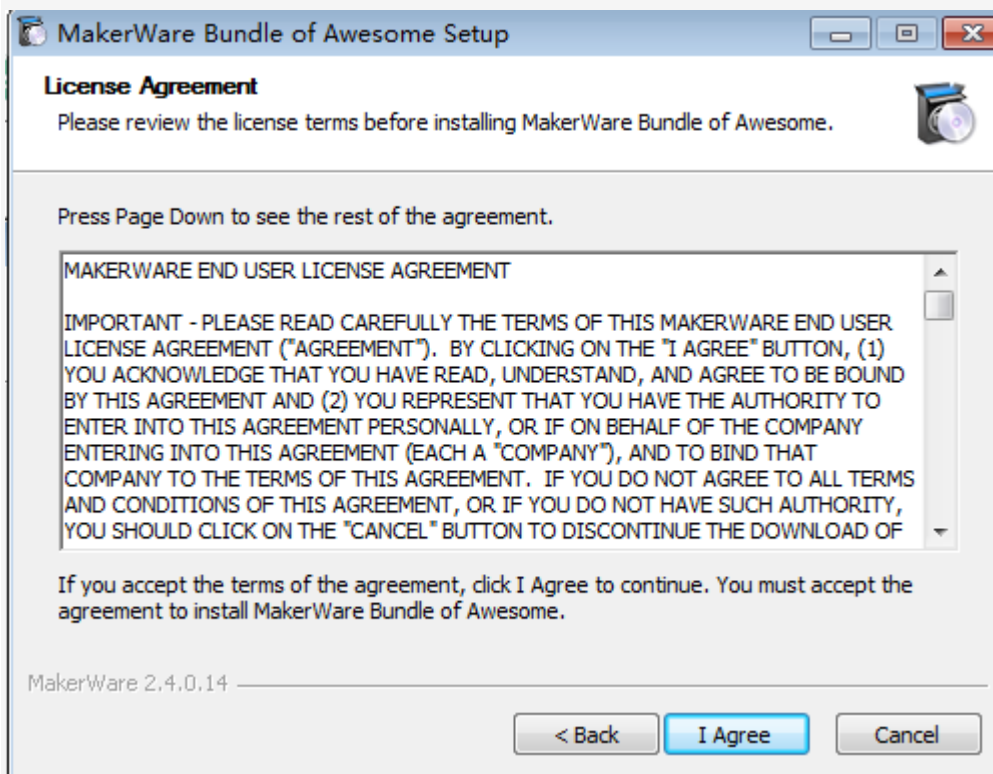 MakerWare Bundle of Awesome Setup
License Agreement
Please review the license terms before installing MakerWare Bundle of Awesome.
Press Page Down to see the rest of the agreement.
MAKERWARE END USER LICENSE AGREEMENT
IMPORTANT - PLEASE READ CAREFULLY THE TERMS OF THIS MAKERWARE END USER
LICENSE AGREEMENT ("AGREEMENT").  BY CLICKING ON THE "I AGREE" BUTTON, (1)
YOU ACKNOWLEDGE THAT YOU HAVE READ, UNDERSTAND, AND AGREE TO BE BOUND
BY THIS AGREEMENT AND (2) YOU REPRESENT THAT YOU HAVE THE AUTHORITY TO
ENTER INTO THIS AGREEMENT PERSONALLY, OR IF ON BEHALF OF THE COMPANY
ENTERING INTO THIS AGREEMENT (EACH A "COMPANY"), AND TO BIND THAT
COMPANY TO THE TERMS OF THIS AGREEMENT.  IF YOU DO NOT AGREE TO ALL TERMS
AND CONDITIONS OF THIS AGREEMENT, OR IF YOU DO NOT HAVE SUCH AUTHORITY,
YOU SHOULD CLICK ON THE "CANCEL" BUTTON TO DISCONTINUE THE DOWNLOAD OF
If you accept the terms of the agreement, click I Agree to continue. You must accept the
agreement to install MakerWare Bundle of Awesome.
MakerWare 2.4.0.14
< Back
I Agree
Cancel